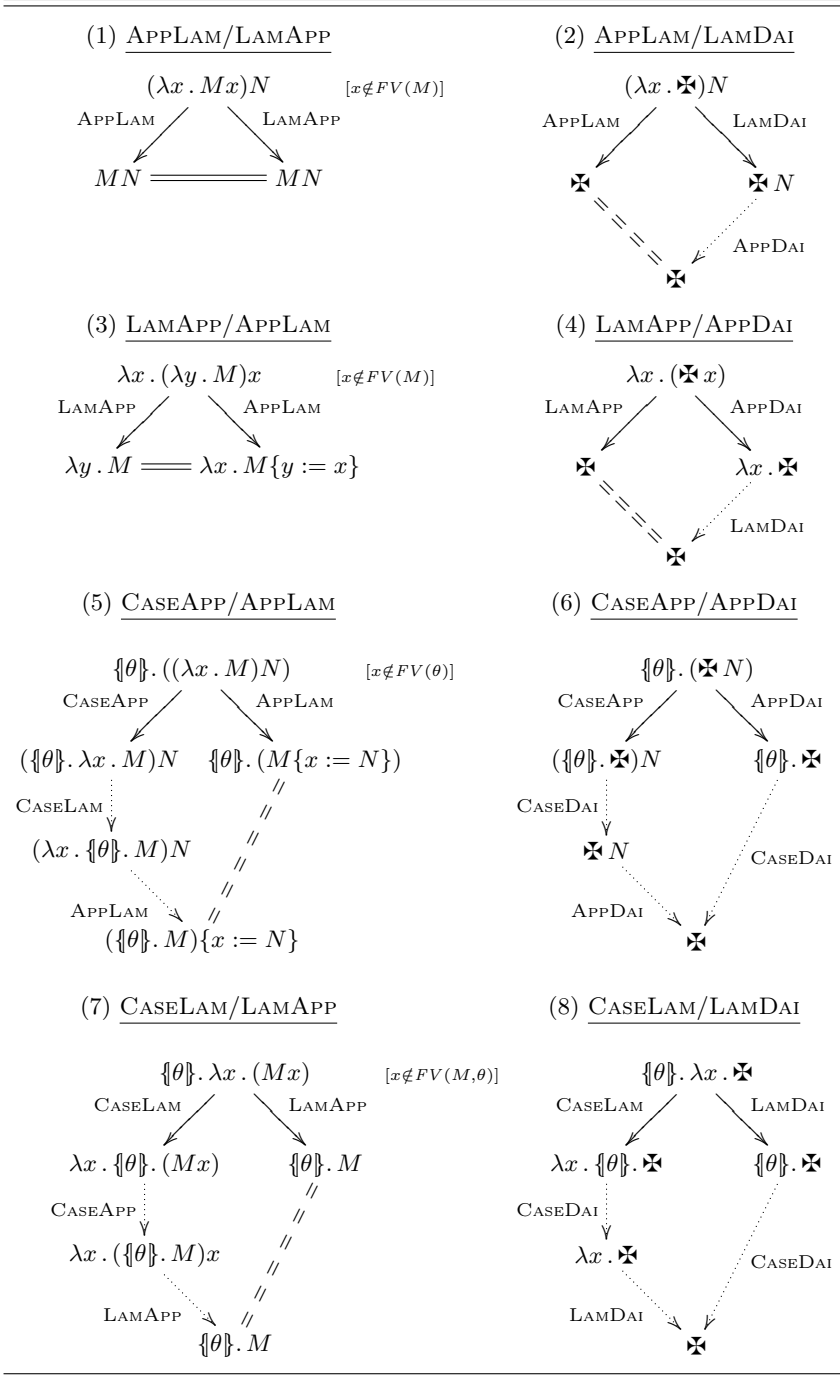 (1) APPLAM/LAMAPP
(λx . Mx)N [x∉FV(M)]
APPLAM LAMAPP
MN MN
(2) APPLAM/LAMDAI
(λx . ✠)N
APPLAM LAMDAI
✠ ✠ N
APPDAI
✠
(3) LAMAPP/APPLAM
λx . (λy . M)x [x∉FV(M)]
LAMAPP APPLAM
λy . M λx . M{y := x}
(4) LAMAPP/APPDAI
λx . (✠ x)
LAMAPP APPDAI
✠ λx . ✠
LAMDAI
✠
(5) CASEAPP/APPLAM
{|θ|}. ((λx . M)N) [x∉FV(θ)]
CASEAPP APPLAM
({|θ|}. λx . M)N {|θ|}. (M{x := N})
CASELAM
(λx . {|θ|}. M)N
APPLAM
({|θ|}. M){x := N}
(6) CASEAPP/APPDAI
{|θ|}. (✠ N)
CASEAPP APPDAI
({|θ|}. ✠)N {|θ|}. ✠
CASEDAI
✠ N
CASEDAI
APPDAI
✠
(7) CASELAM/LAMAPP
{|θ|}. λx . (Mx) [x∉FV(M,θ)]
CASELAM LAMAPP
λx . {|θ|}. (Mx) {|θ|}. M
CASEAPP
λx . ({|θ|}. M)x
LAMAPP
{|θ|}. M
(8) CASELAM/LAMDAI
{|θ|}. λx . ✠
CASELAM LAMDAI
λx . {|θ|}. ✠ {|θ|}. ✠
CASEDAI
λx . ✠
CASEDAI
LAMDAI
✠